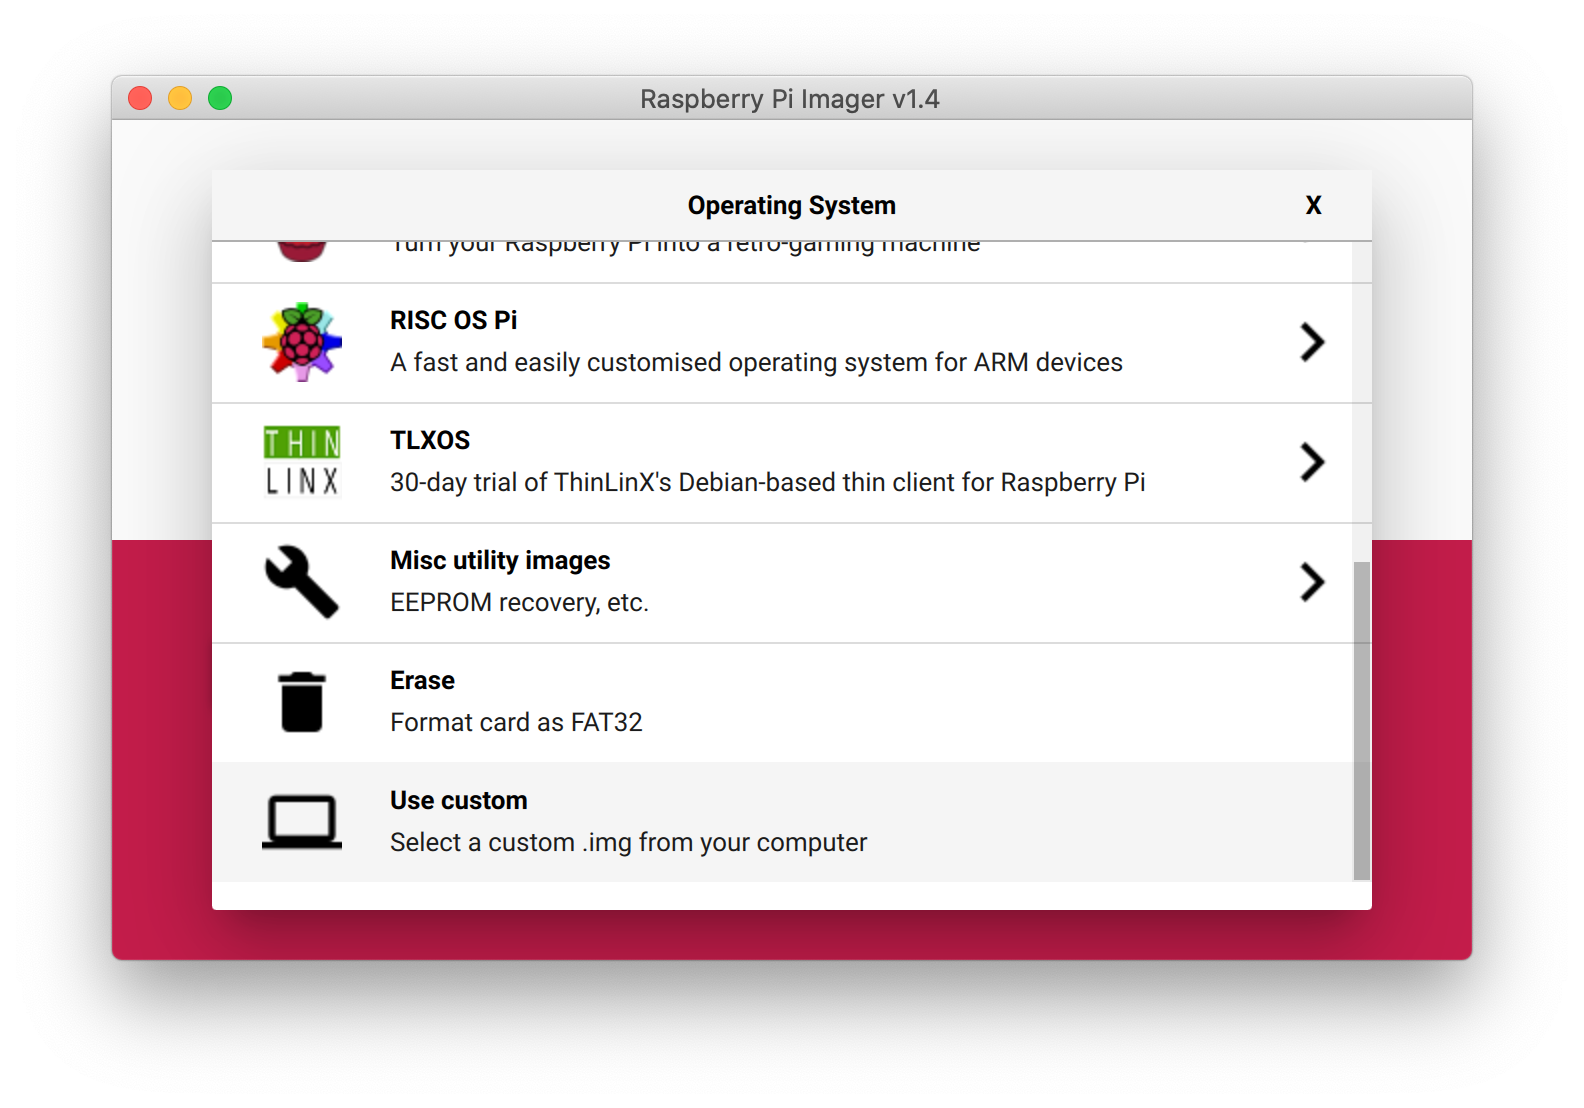 Raspberry Pi Imager v1.4
Operating System X
Turn your Raspberry Pi into a retro-gaming machine
RISC OS Pi
A fast and easily customised operating system for ARM devices
THIN
LINX
TLXOS
30-day trial of ThinLinX's Debian-based thin client for Raspberry Pi
Misc utility images
EEPROM recovery, etc.
Erase
Format card as FAT32
Use custom
Select a custom .img from your computer